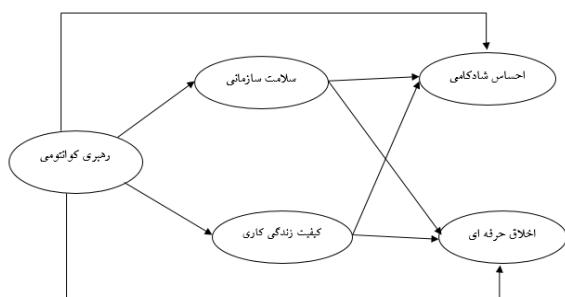 سلامت سازمانی
احساس شادکامی
رهبری کوانتومی
کیفیت زندگی کاری
اخلاق حرفه ای